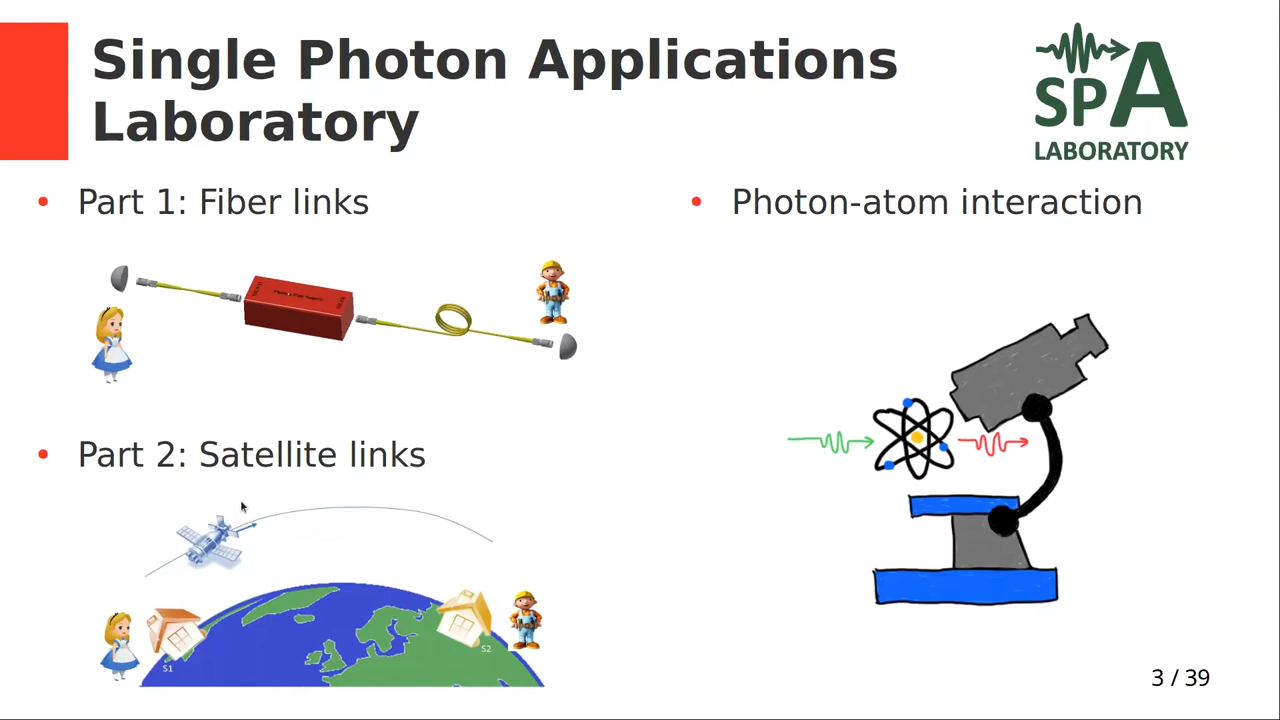 Single Photon Applications
Laboratory
SPA
LABORATORY
Part 1: Fiber links
Part 2: Satellite links
S1
S2
Photon-atom interaction
3 / 39